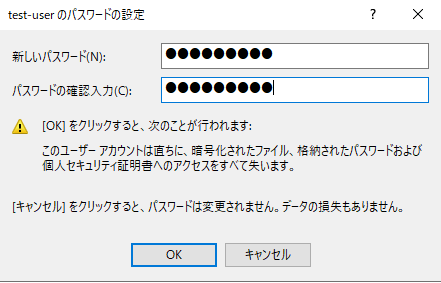 test-user のパスワードの設定
?
新しいパスワード(N):
●●●●●●●●●
パスワードの確認入力(C):
●●●●●●●●●
[OK] をクリックすると、次のことが行われます:
このユーザー アカウントは直ちに、暗号化されたファイル、格納されたパスワードおよび
個人セキュリティ証明書へのアクセスをすべて失います。
[キャンセル] をクリックすると、パスワードは変更されません。データの損失もありません。
OK
キャンセル